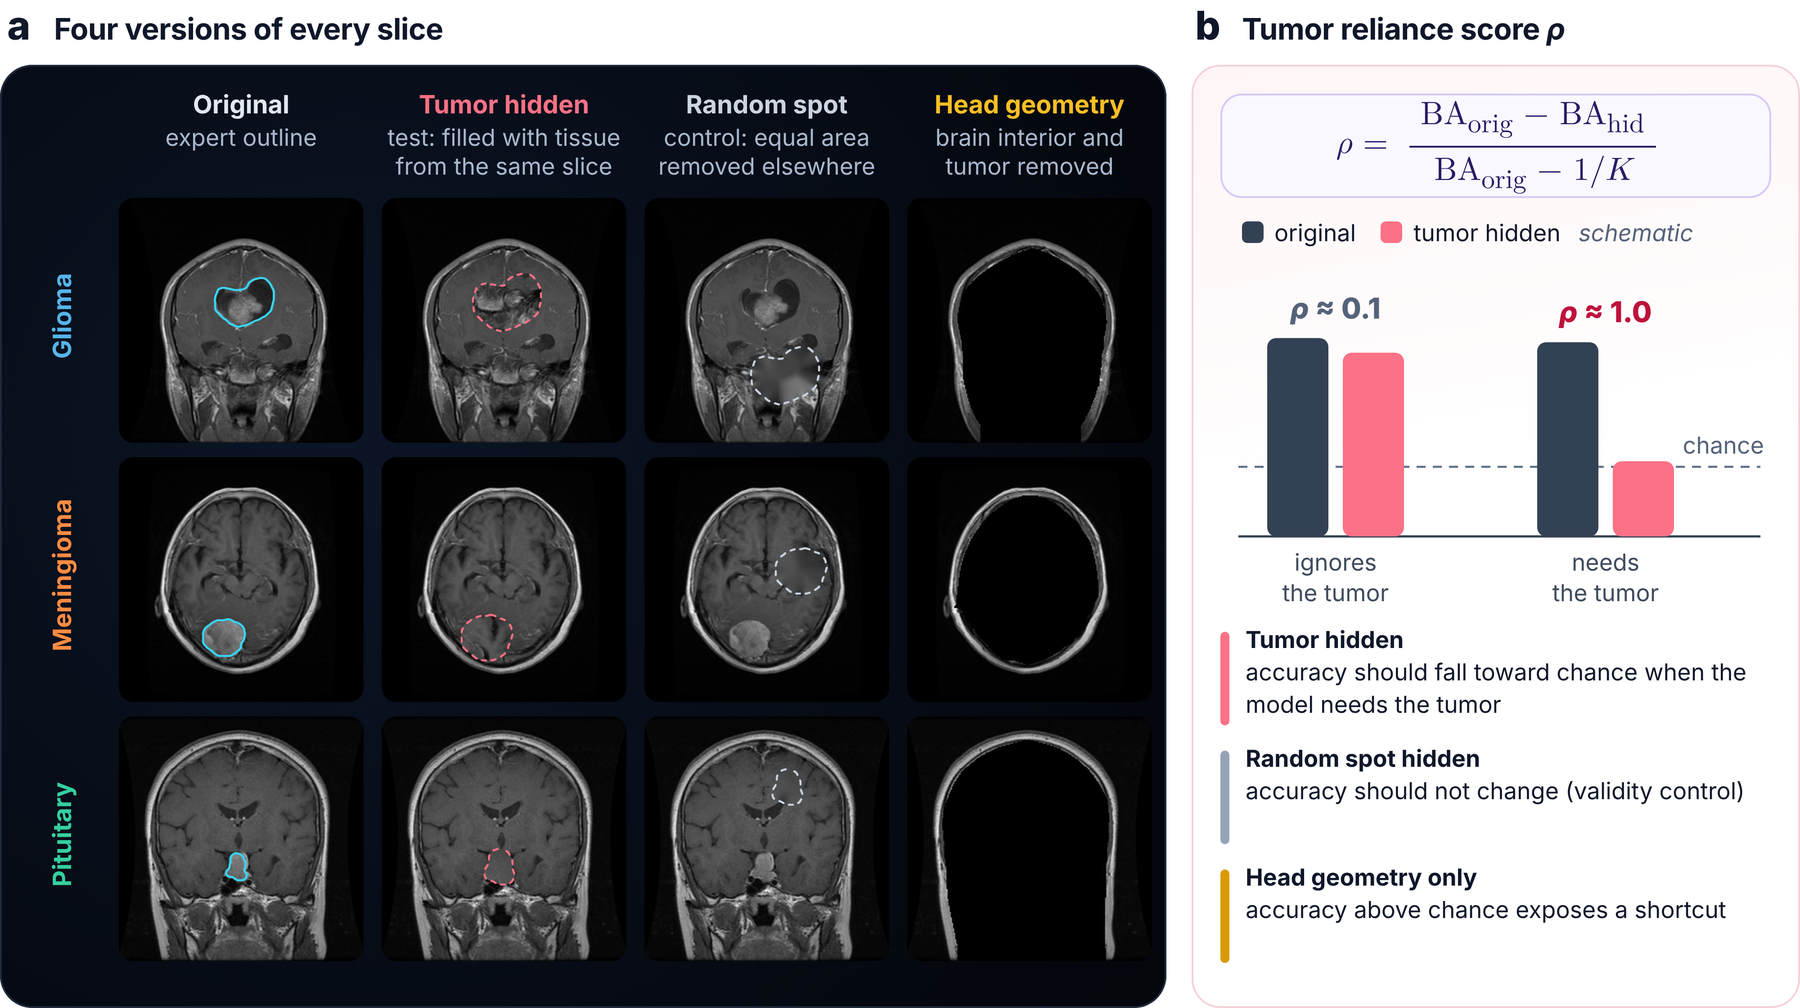 a Four versions of every slice
Original
expert outline
Tumor hidden
test: filled with tissue
from the same slice
Random spot
control: equal area
removed elsewhere
Head geometry
brain interior and
tumor removed
Glioma
Meningioma
Pituitary
b Tumor reliance score ρ
ρ = (BA_orig − BA_hid) / (BA_orig − 1/K)
original tumor hidden schematic
ρ ≈ 0.1
ρ ≈ 1.0
chance
ignores
the tumor
needs
the tumor
Tumor hidden
accuracy should fall toward chance when the
model needs the tumor
Random spot hidden
accuracy should not change (validity control)
Head geometry only
accuracy above chance exposes a shortcut